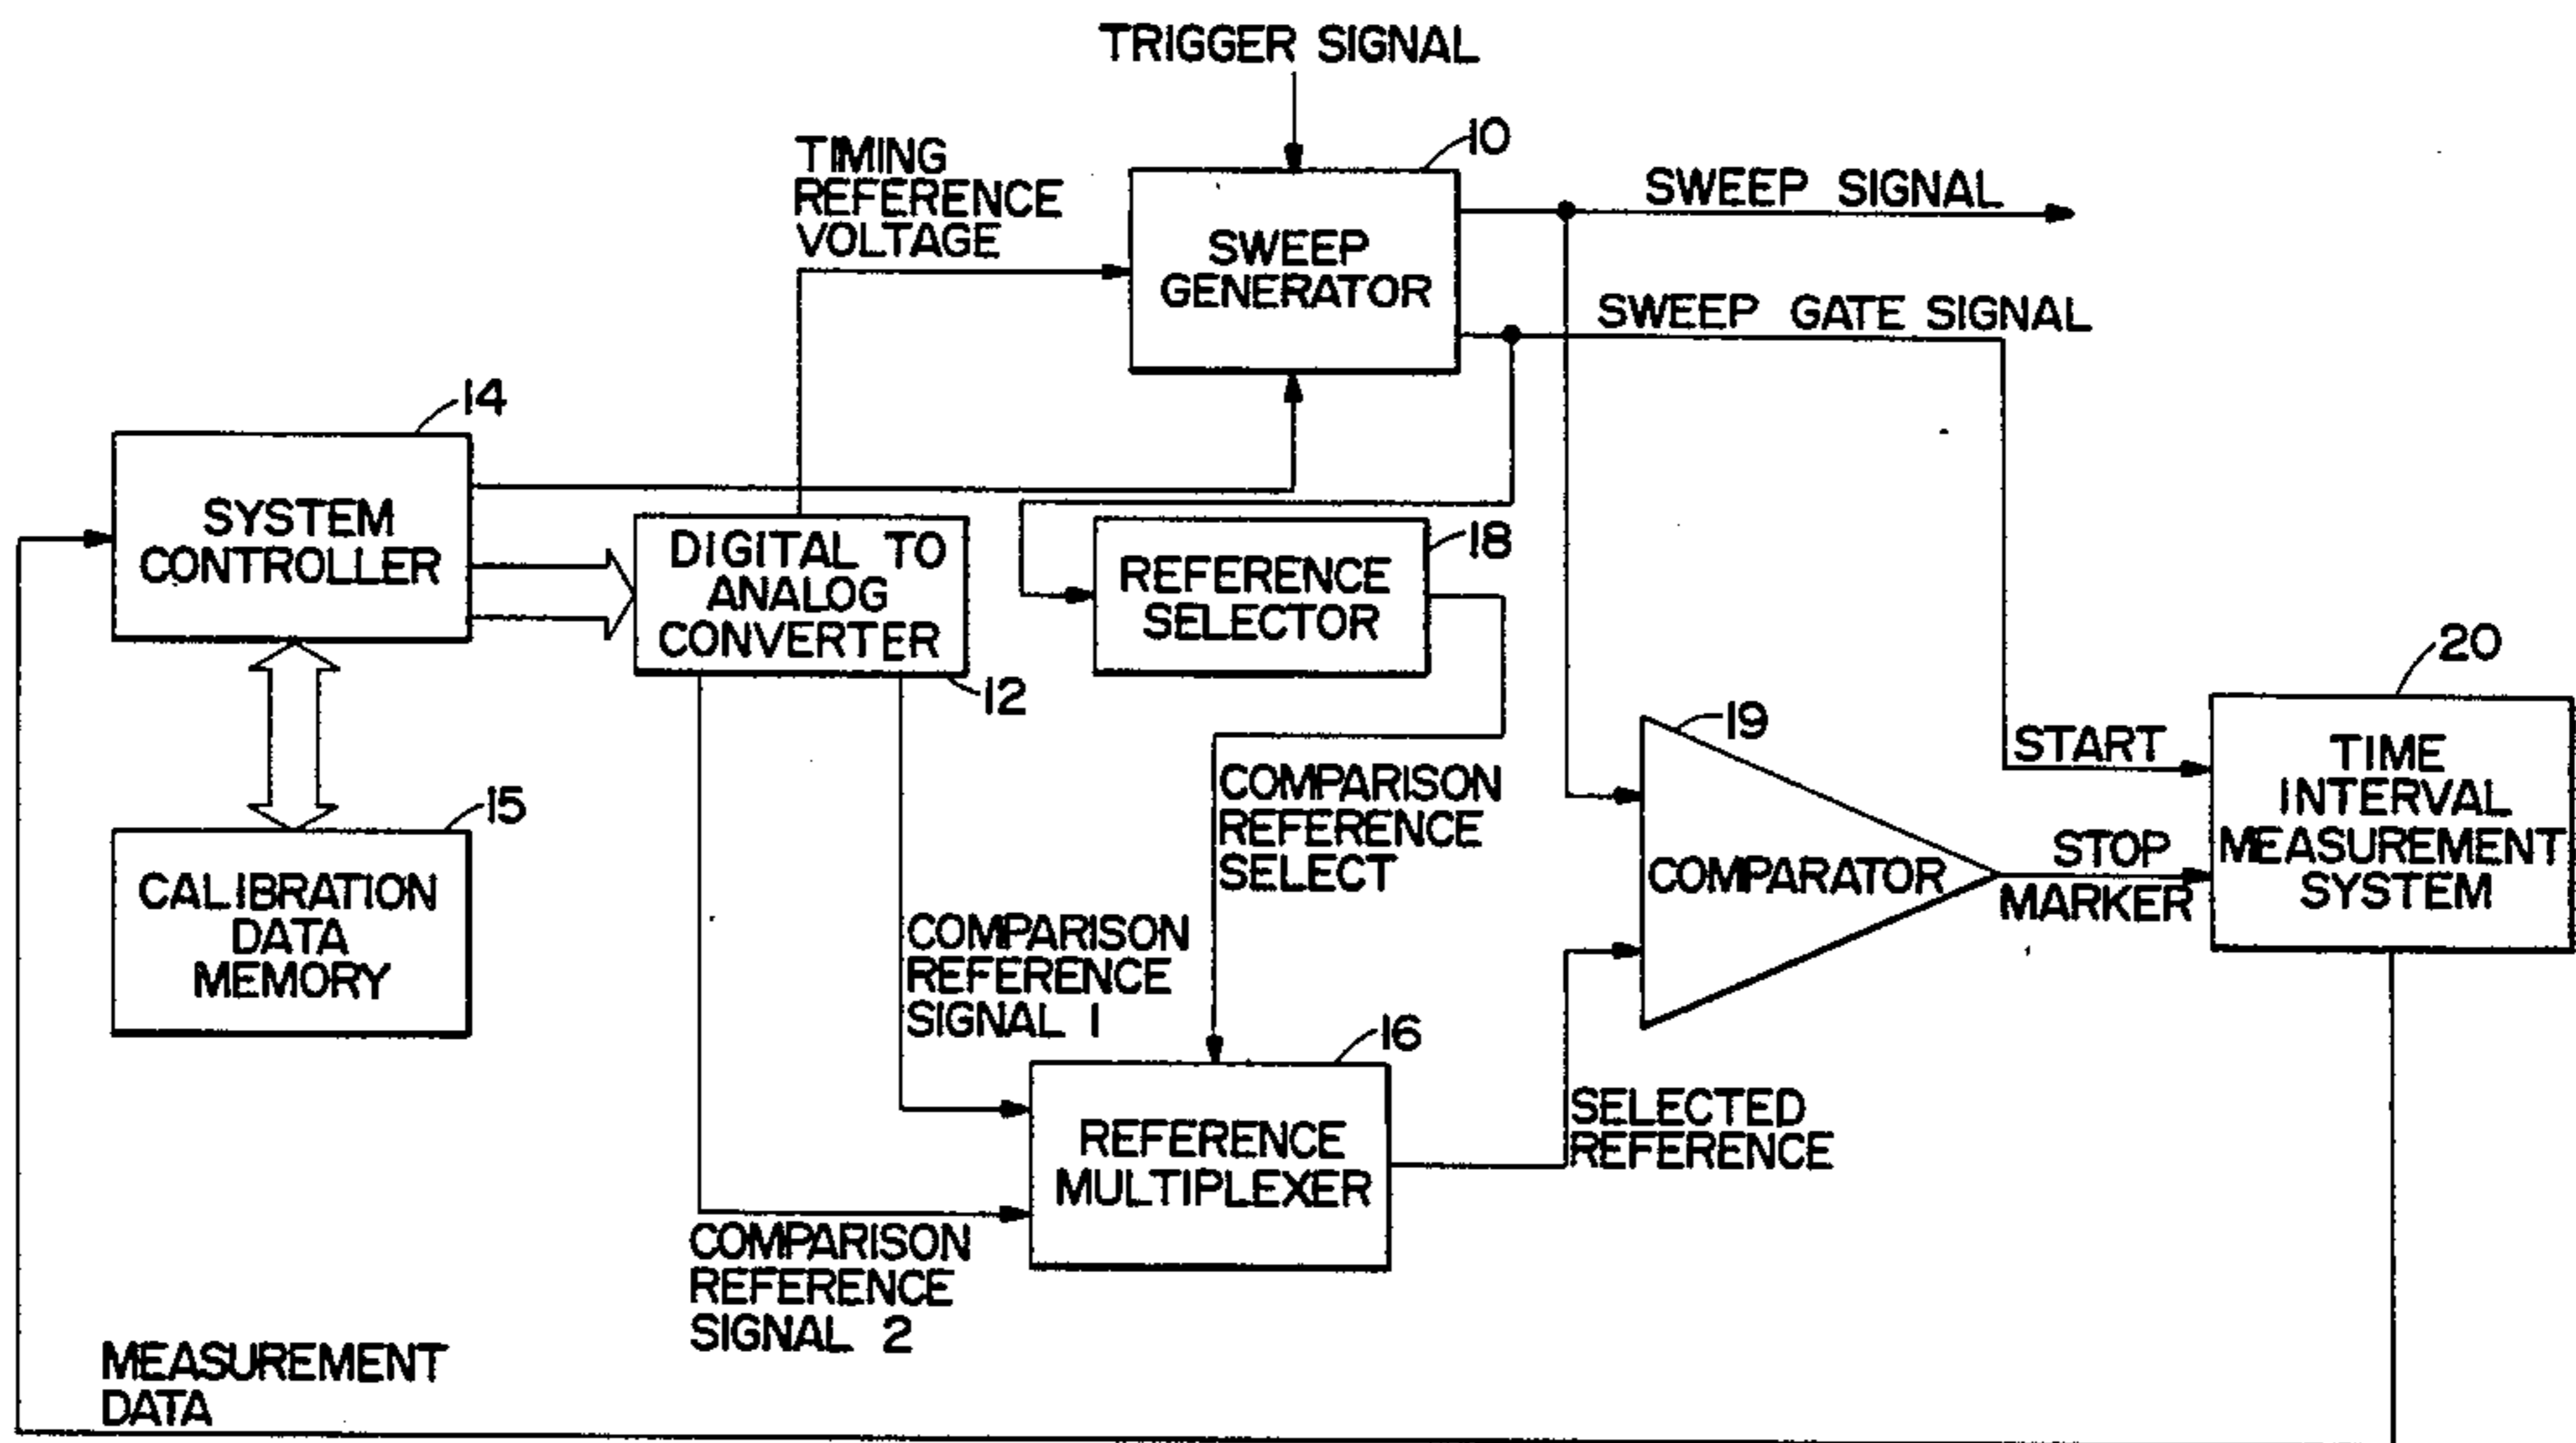 TRIGGER SIGNAL
TIMING
REFERENCE
VOLTAGE
10
SWEEP
GENERATOR
SWEEP SIGNAL
SWEEP GATE SIGNAL
14
SYSTEM
CONTROLLER
DIGITAL TO
ANALOG
CONVERTER
12
18
REFERENCE
SELECTOR
15
CALIBRATION
DATA
MEMORY
COMPARISON
REFERENCE
SELECT
19
COMPARATOR
START
STOP
MARKER
20
TIME
INTERVAL
MEASUREMENT
SYSTEM
COMPARISON
REFERENCE
SIGNAL 1
16
REFERENCE
MULTIPLEXER
SELECTED
REFERENCE
COMPARISON
REFERENCE
SIGNAL 2
MEASUREMENT
DATA